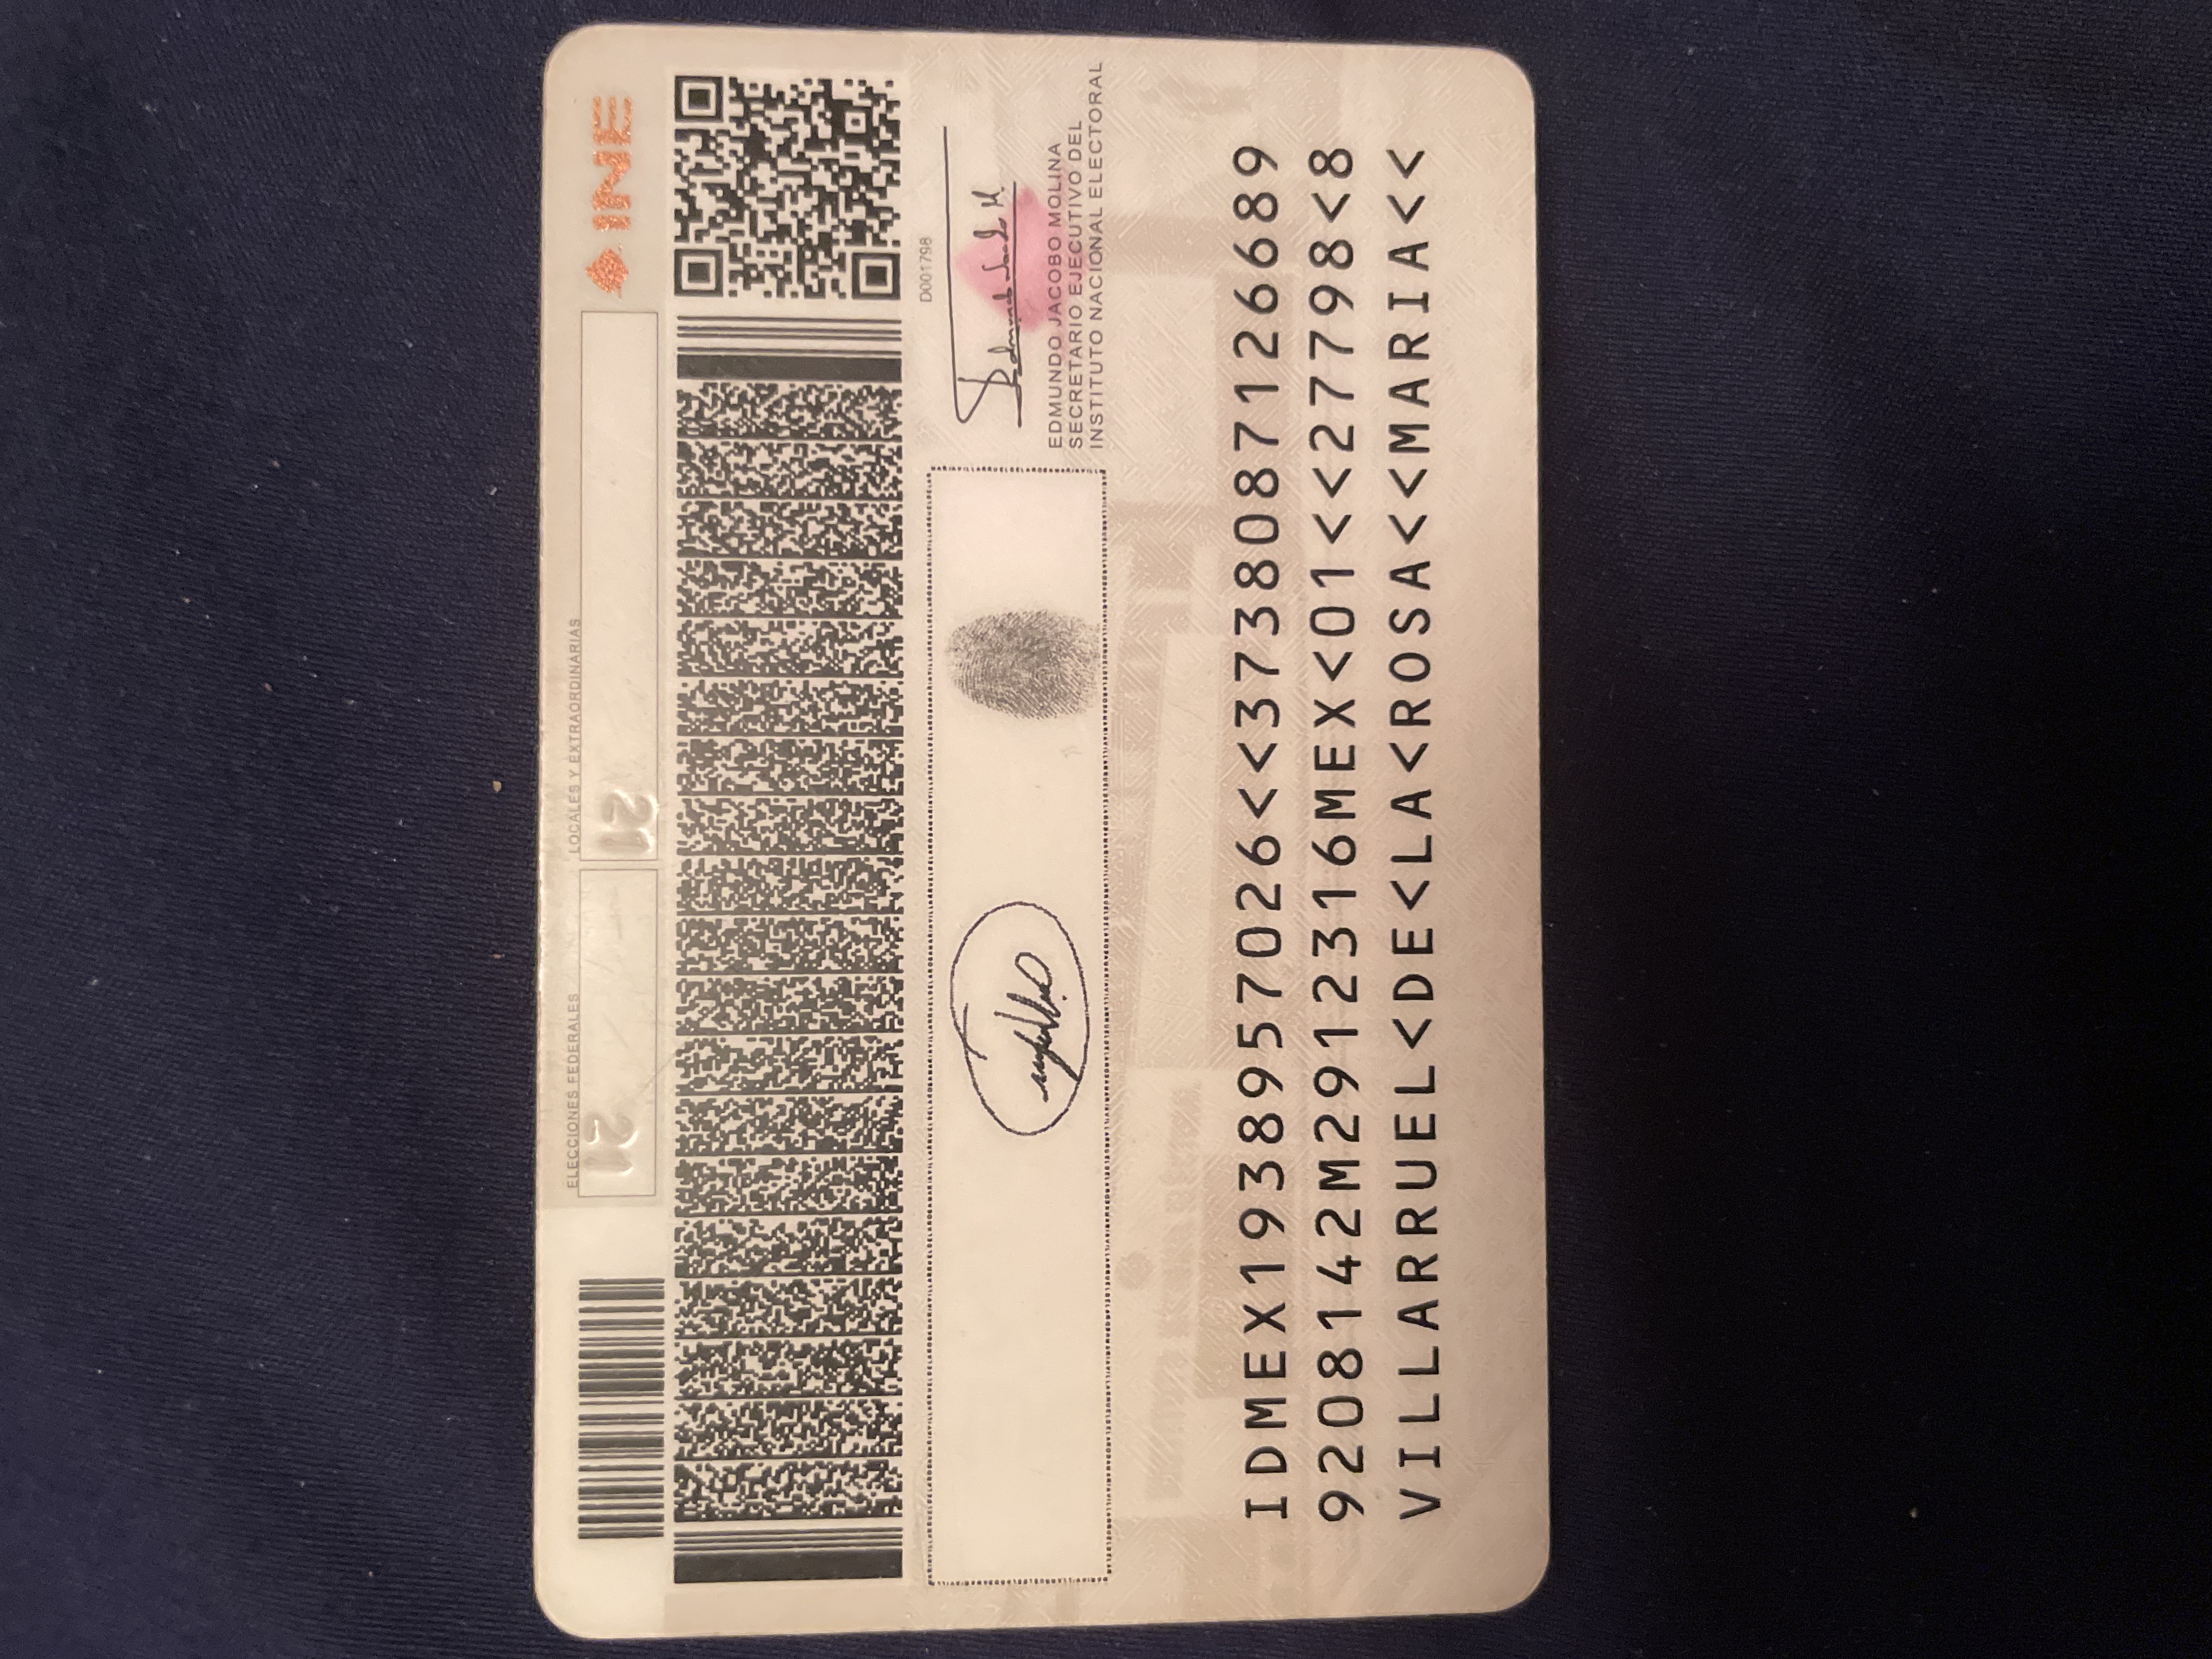 INE
ELECCIONES FEDERALES
LOCALES Y EXTRAORDINARIAS
21
21
D001798
EDMUNDO JACOBO MOLINA
SECRETARIO EJECUTIVO DEL
INSTITUTO NACIONAL ELECTORAL
IDMEX1938957026<<3738087126689
9208142M2912316MEX<01<<27798<8
VILLARRUEL<DE<LA<ROSA<<MARIA<<